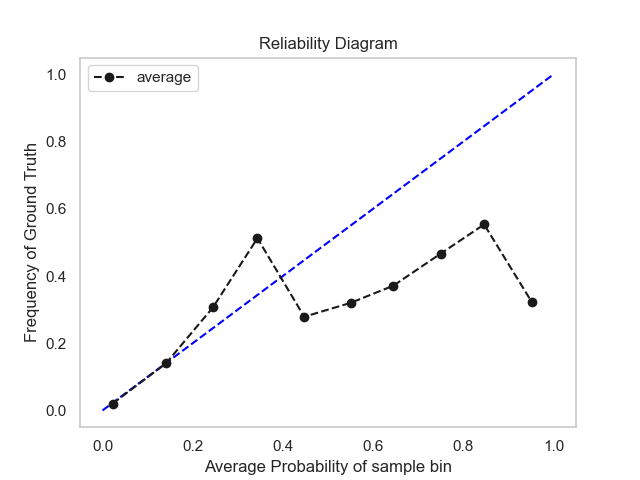 Reliability Diagram
average
1.0
0.8
0.6
0.4
0.2
0.0
Frequency of Ground Truth
0.0 0.2 0.4 0.6 0.8 1.0
Average Probability of sample bin